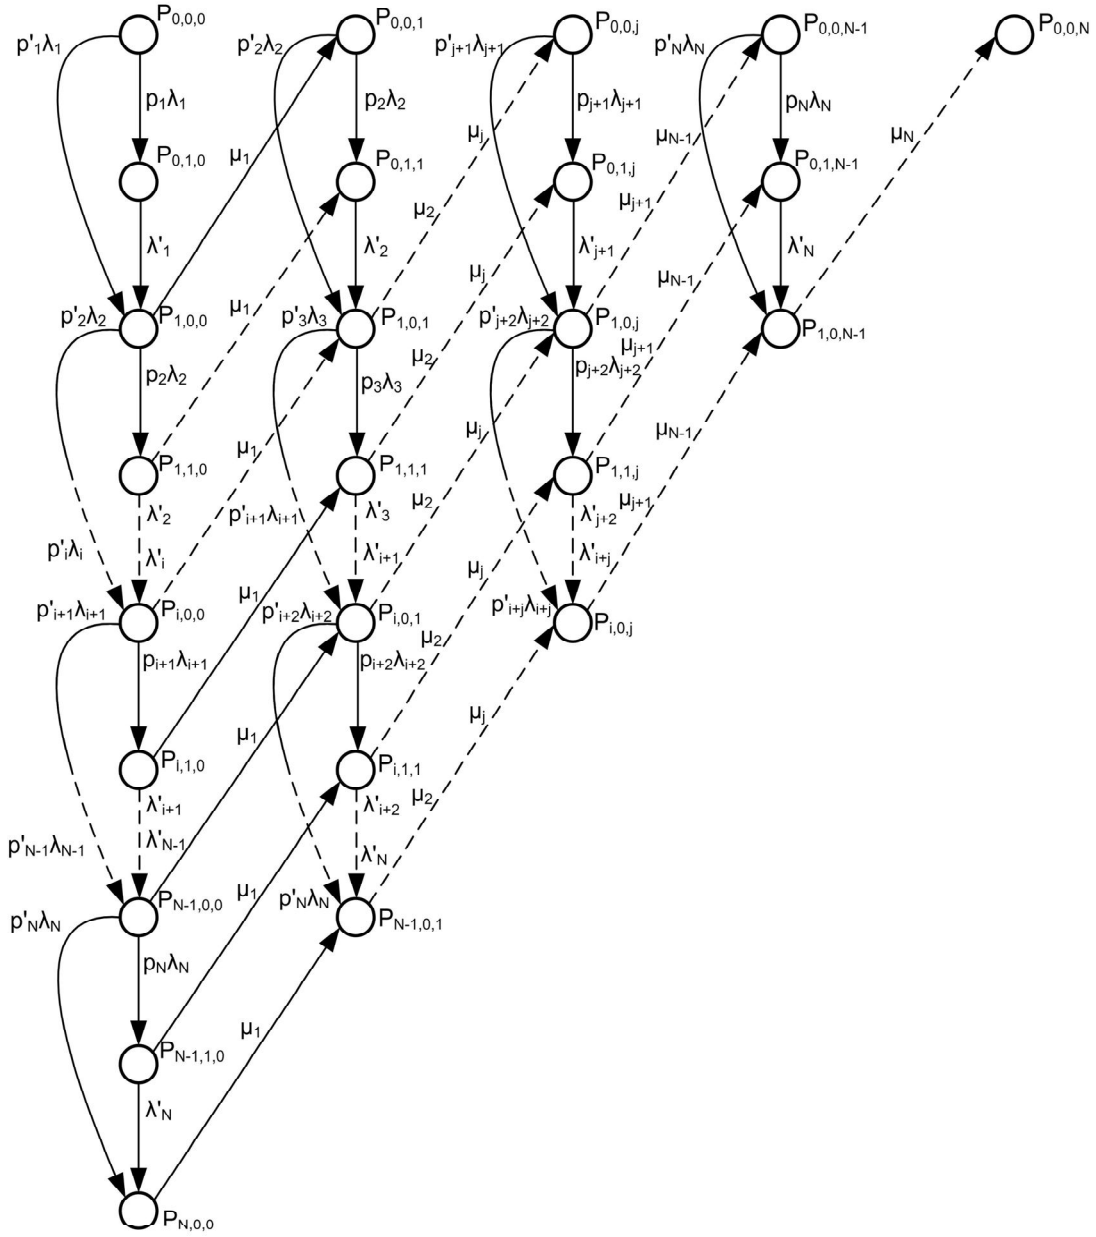 P0,0,0 P0,0,1 P0,0,j P0,0,N-1 P0,0,N
p'1λ1 p'2λ2 p'j+1λj+1 p'NλN
p1λ1 p2λ2 pj+1λj+1 pNλN
μ1 μj μN-1 μN
P0,1,0 P0,1,1 P0,1,j P0,1,N-1
μ2 μj+1
λ'1 λ'2 λ'j+1 λ'N
μj μN-1
μ1
p'2λ2 P1,0,0 p'3λ3 P1,0,1 p'j+2λj+2 P1,0,j P1,0,N-1
μ2 μj+1
p2λ2 p3λ3 pj+2λj+2
μ1 μj μN-1
P1,1,0 P1,1,1 P1,1,j
μ2 μj+1
λ'2 p'i+1λi+1 λ'3 λ'j+2
p'iλi λ'i λ'i+1 λ'i+j
μ1 μj
p'i+1λi+1 Pi,0,0 p'i+2λi+2 Pi,0,1 p'i+jλi+j Pi,0,j
μ2
pi+1λi+1 pi+2λi+2
μ1 μj
Pi,1,0 Pi,1,1
λ'i+1 λ'i+2 μ2
p'N-1λN-1 λ'N-1 λ'N
μ1
p'NλN PN-1,0,0 p'NλN PN-1,0,1
pNλN
μ1
PN-1,1,0
λ'N
PN,0,0